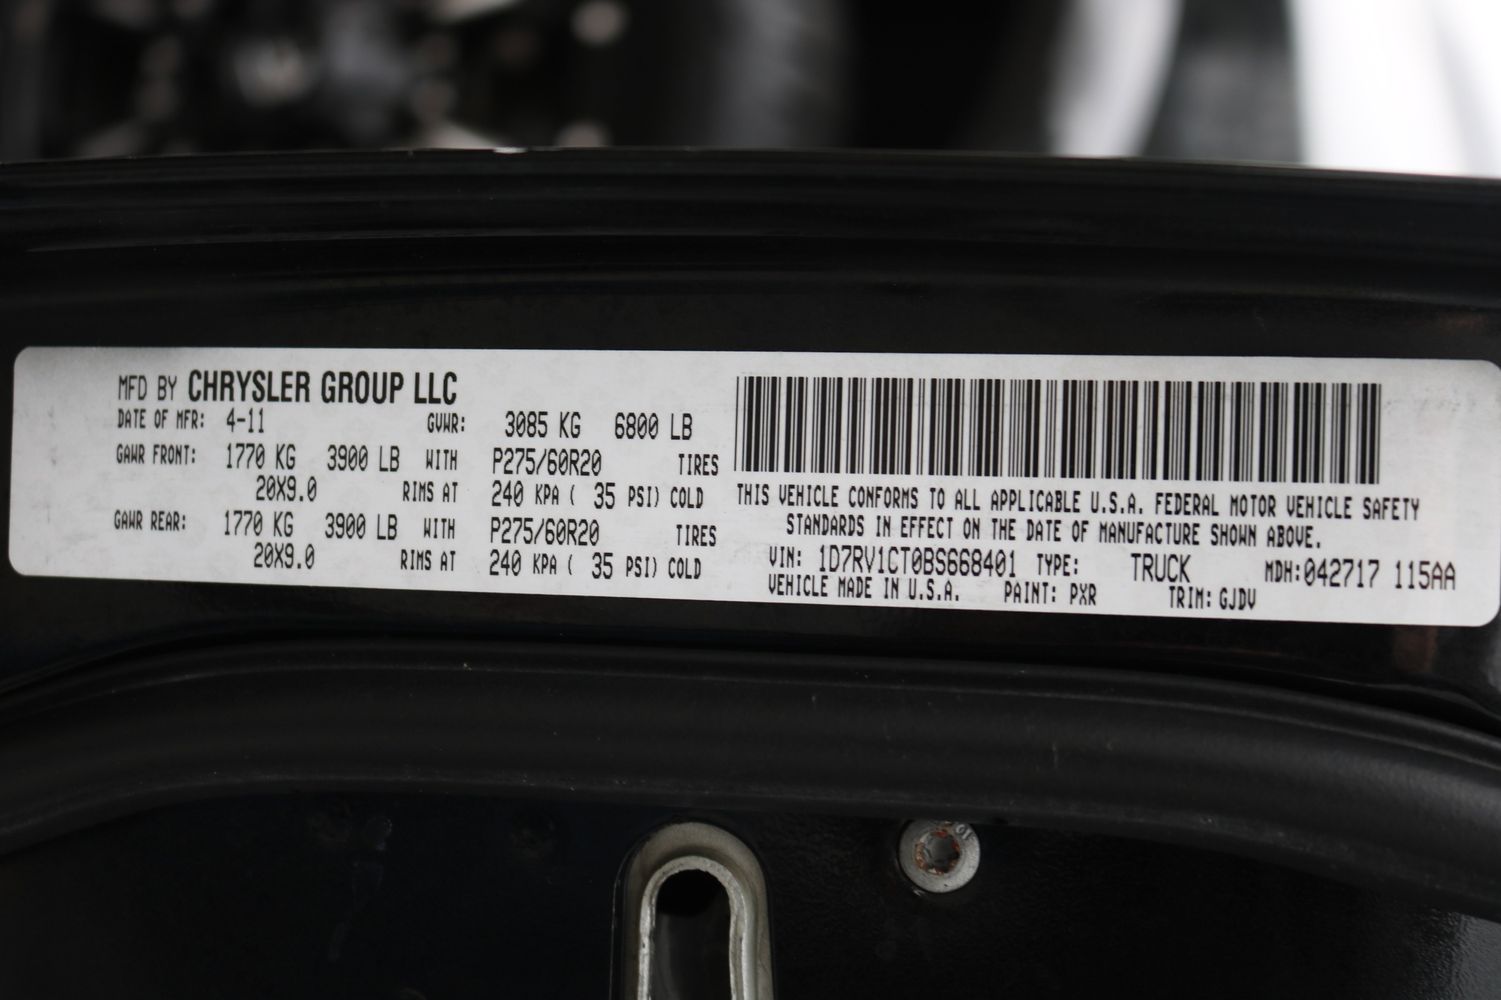 MFD BY CHRYSLER GROUP LLC
DATE OF MFR: 4-11 GVWR: 3085 KG 6800 LB
GAWR FRONT: 1770 KG 3900 LB WITH P275/60R20 TIRES
20X9.0 RIMS AT 240 KPA ( 35 PSI) COLD
GAWR REAR: 1770 KG 3900 LB WITH P275/60R20 TIRES
20X9.0 RIMS AT 240 KPA ( 35 PSI) COLD
THIS VEHICLE CONFORMS TO ALL APPLICABLE U.S.A. FEDERAL MOTOR VEHICLE SAFETY
STANDARDS IN EFFECT ON THE DATE OF MANUFACTURE SHOWN ABOVE.
VIN: 1D7RV1CT0BS668401 TYPE: TRUCK MDH:042717 115AA
VEHICLE MADE IN U.S.A. PAINT: PXR TRIM: GJDV